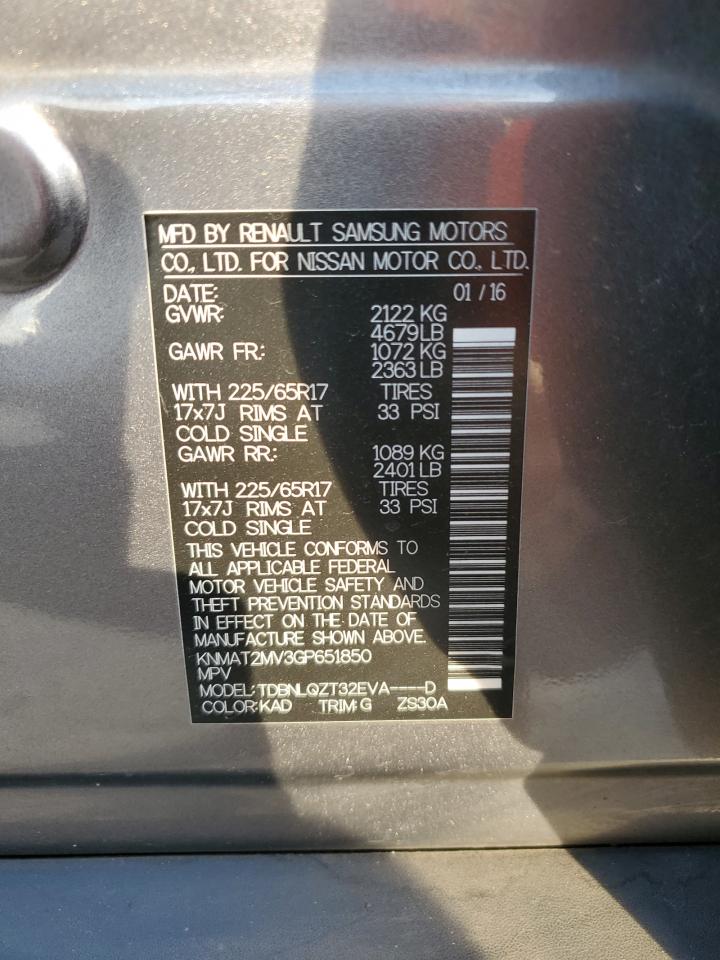 MFD BY RENAULT SAMSUNG MOTORS
CO., LTD. FOR NISSAN MOTOR CO., LTD.
DATE: 01 / 16
GVWR: 2122 KG
4679LB
GAWR FR.: 1072 KG
2363LB
WITH 225/65R17 TIRES
17x7J RIMS AT 33 PSI
COLD SINGLE
GAWR RR.: 1089 KG
2401LB
WITH 225/65R17 TIRES
17x7J RIMS AT 33 PSI
COLD SINGLE
THIS VEHICLE CONFORMS TO
ALL APPLICABLE FEDERAL
MOTOR VEHICLE SAFETY AND
THEFT PREVENTION STANDARDS
IN EFFECT ON THE DATE OF
MANUFACTURE SHOWN ABOVE.
KNMAT2MV3GP651850
MPV
MODEL: TDBNLQZT32EVA----D
COLOR: KAD TRIM: G ZS30A